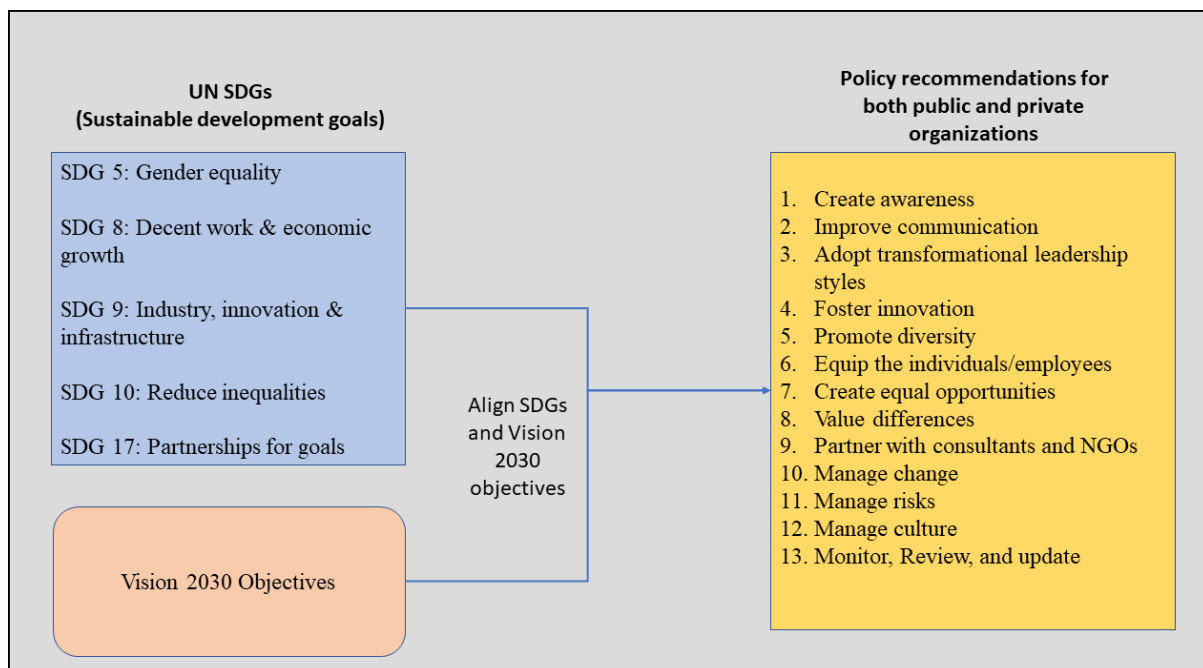 UN SDGs
(Sustainable development goals)
SDG 5: Gender equality
SDG 8: Decent work & economic
growth
SDG 9: Industry, innovation &
infrastructure
SDG 10: Reduce inequalities
SDG 17: Partnerships for goals
Vision 2030 Objectives
Align SDGs
and Vision
2030
objectives
Policy recommendations for
both public and private
organizations
1. Create awareness
2. Improve communication
3. Adopt transformational leadership
styles
4. Foster innovation
5. Promote diversity
6. Equip the individuals/employees
7. Create equal opportunities
8. Value differences
9. Partner with consultants and NGOs
10. Manage change
11. Manage risks
12. Manage culture
13. Monitor, Review, and update